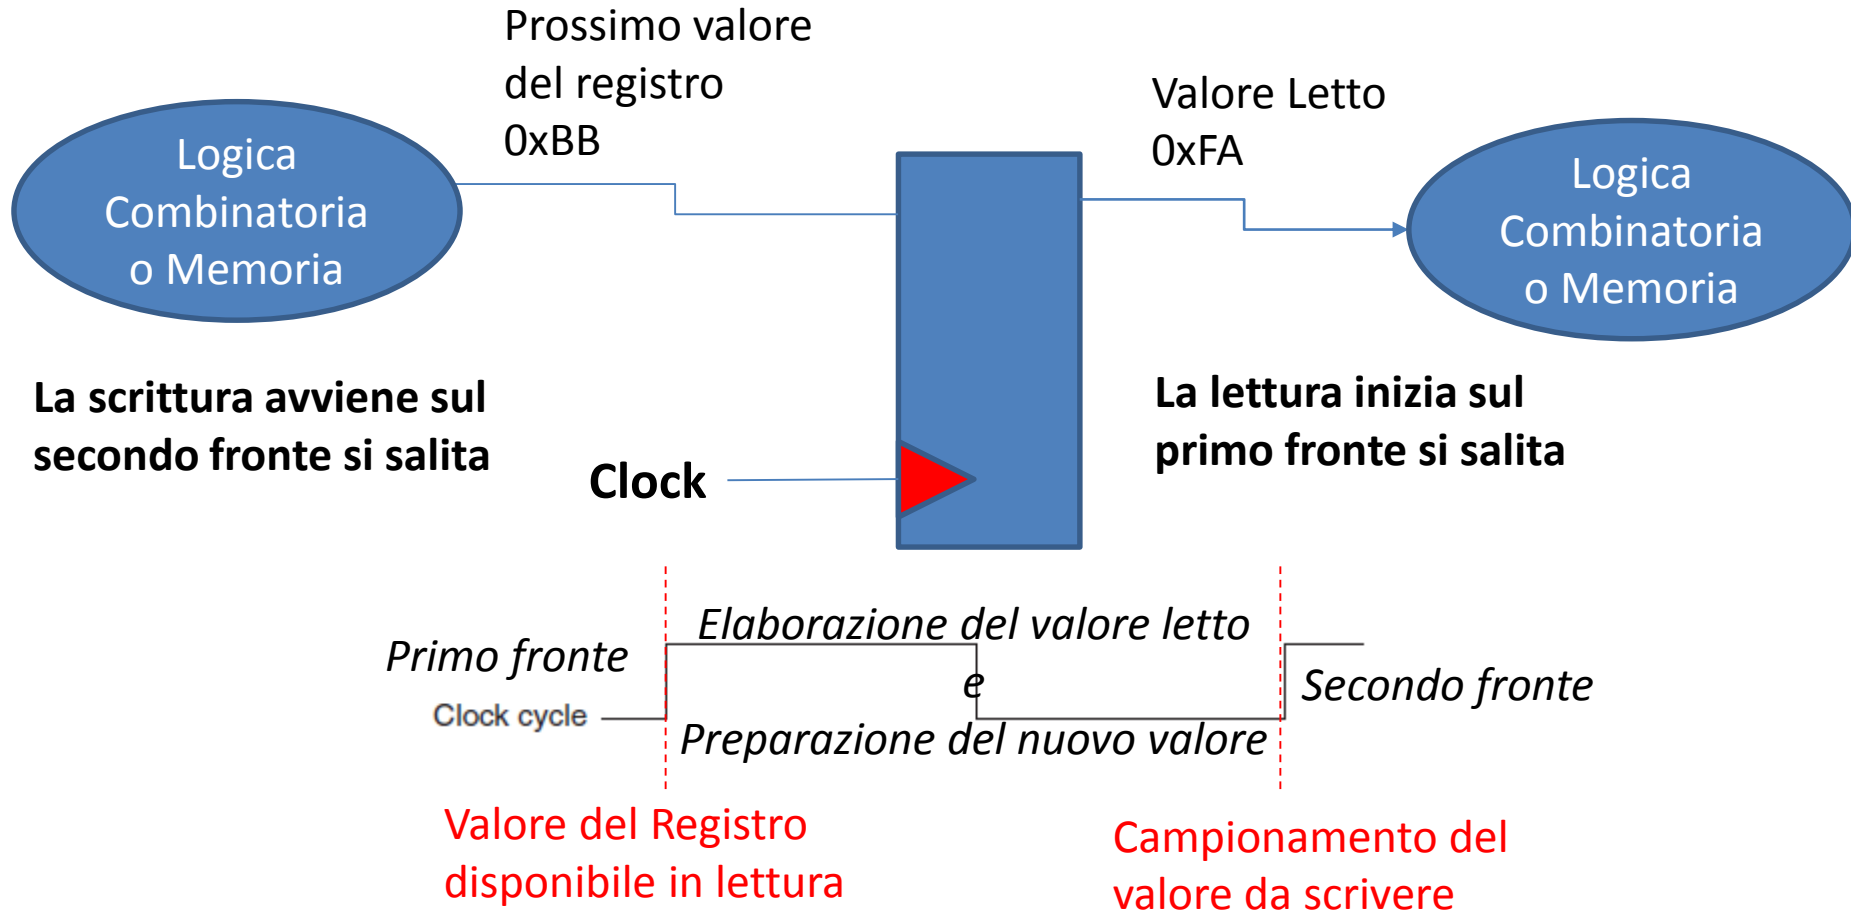 Prossimo valore
del registro
0xBB
Valore Letto
0xFA
Logica
Combinatoria
o Memoria
Logica
Combinatoria
o Memoria
La scrittura avviene sul
secondo fronte si salita
La lettura inizia sul
primo fronte si salita
Clock
Elaborazione del valore letto
Primo fronte
e
Secondo fronte
Clock cycle
Preparazione del nuovo valore
Valore del Registro
disponibile in lettura
Campionamento del
valore da scrivere